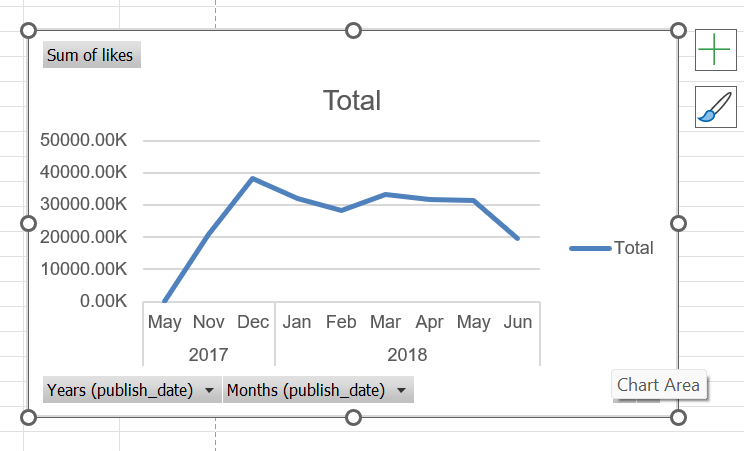 Sum of likes
Total
50000.00K
40000.00K
30000.00K
20000.00K
10000.00K
0.00K
Total
May Nov Dec Jan Feb Mar Apr May Jun
2017 2018
Years (publish_date) Months (publish_date)
Chart Area